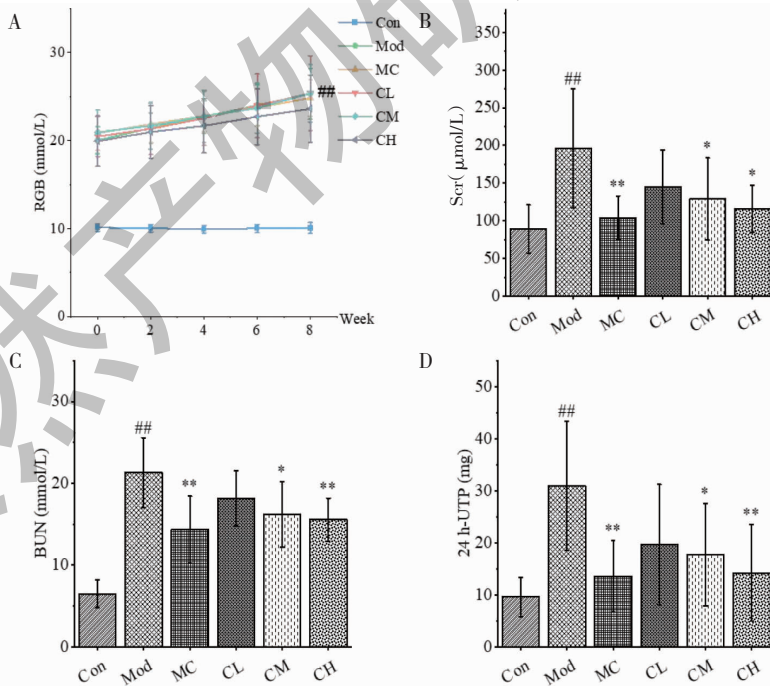 A
RGB (mmol/L)
30
20
10
0
0 2 4 6 8 Week
Con
Mod
MC
CL
CM
CH
##
B
Scr( μmol/L)
350
300
250
200
150
100
50
0
## ** * *
Con Mod MC CL CM CH
C
BUN (mmol/L)
30
20
10
0
## ** * **
Con Mod MC CL CM CH
D
24 h-UTP (mg)
50
40
30
20
10
0
## ** * **
Con Mod MC CL CM CH
然产物